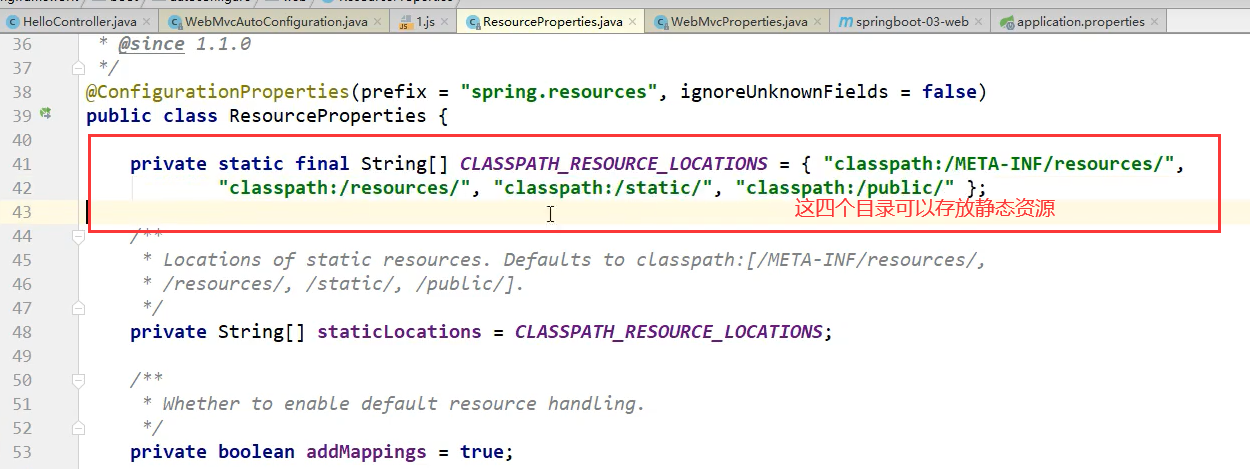 HelloController.java × WebMvcAutoConfiguration.java × 1.js × ResourceProperties.java × WebMvcProperties.java × springboot-03-web × application.properties ×
36 * @since 1.1.0
37 */
38 @ConfigurationProperties(prefix = "spring.resources", ignoreUnknownFields = false)
39 public class ResourceProperties {
40
41 private static final String[] CLASSPATH_RESOURCE_LOCATIONS = { "classpath:/META-INF/resources/",
42 "classpath:/resources/", "classpath:/static/", "classpath:/public/" };
43 这四个目录可以存放静态资源
44 /**
45 * Locations of static resources. Defaults to classpath:[/META-INF/resources/,
46 * /resources/, /static/, /public/].
47 */
48 private String[] staticLocations = CLASSPATH_RESOURCE_LOCATIONS;
49
50 /**
51 * Whether to enable default resource handling.
52 */
53 private boolean addMappings = true;